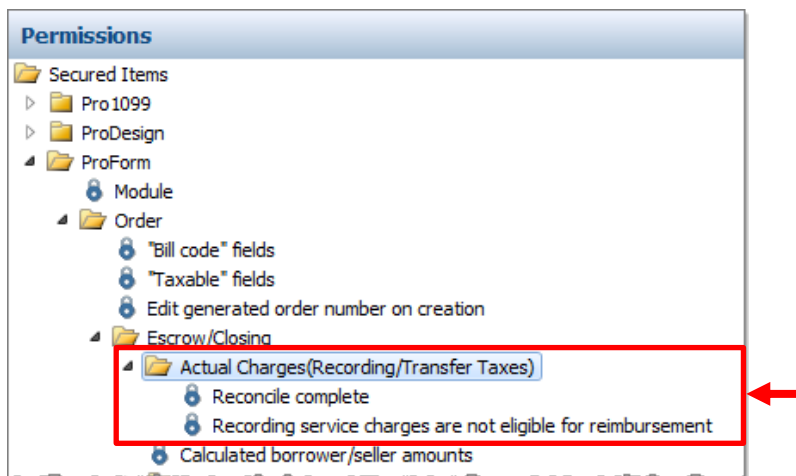 Permissions
Secured Items
Pro1099
ProDesign
ProForm
Module
Order
"Bill code" fields
"Taxable" fields
Edit generated order number on creation
Escrow/Closing
Actual Charges(Recording/Transfer Taxes)
Reconcile complete
Recording service charges are not eligible for reimbursement
Calculated borrower/seller amounts